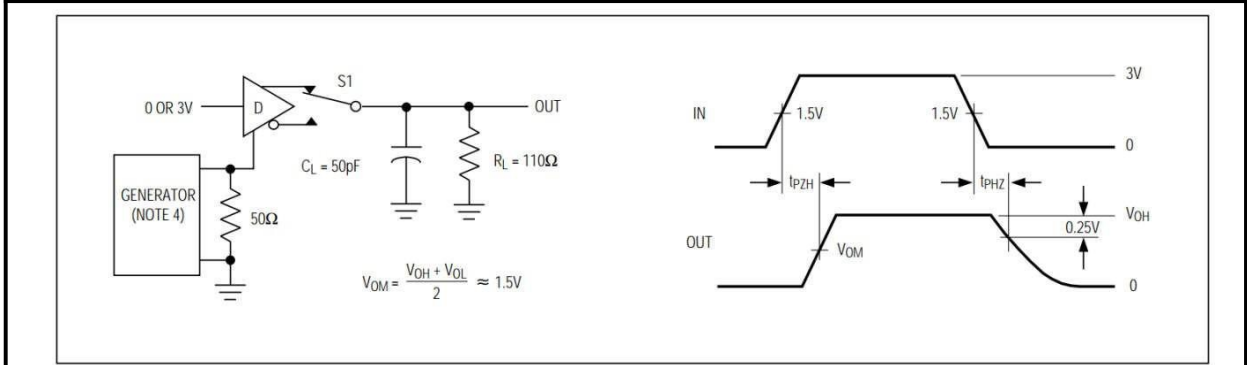 S1
0 OR 3V
D
OUT
C_L = 50pF
R_L = 110Ω
GENERATOR
(NOTE 4)
50Ω
V_OM = (V_OH + V_OL) / 2 ≈ 1.5V
3V
IN
1.5V
1.5V
0
t_PZH
t_PHZ
V_OH
0.25V
OUT
V_OM
0